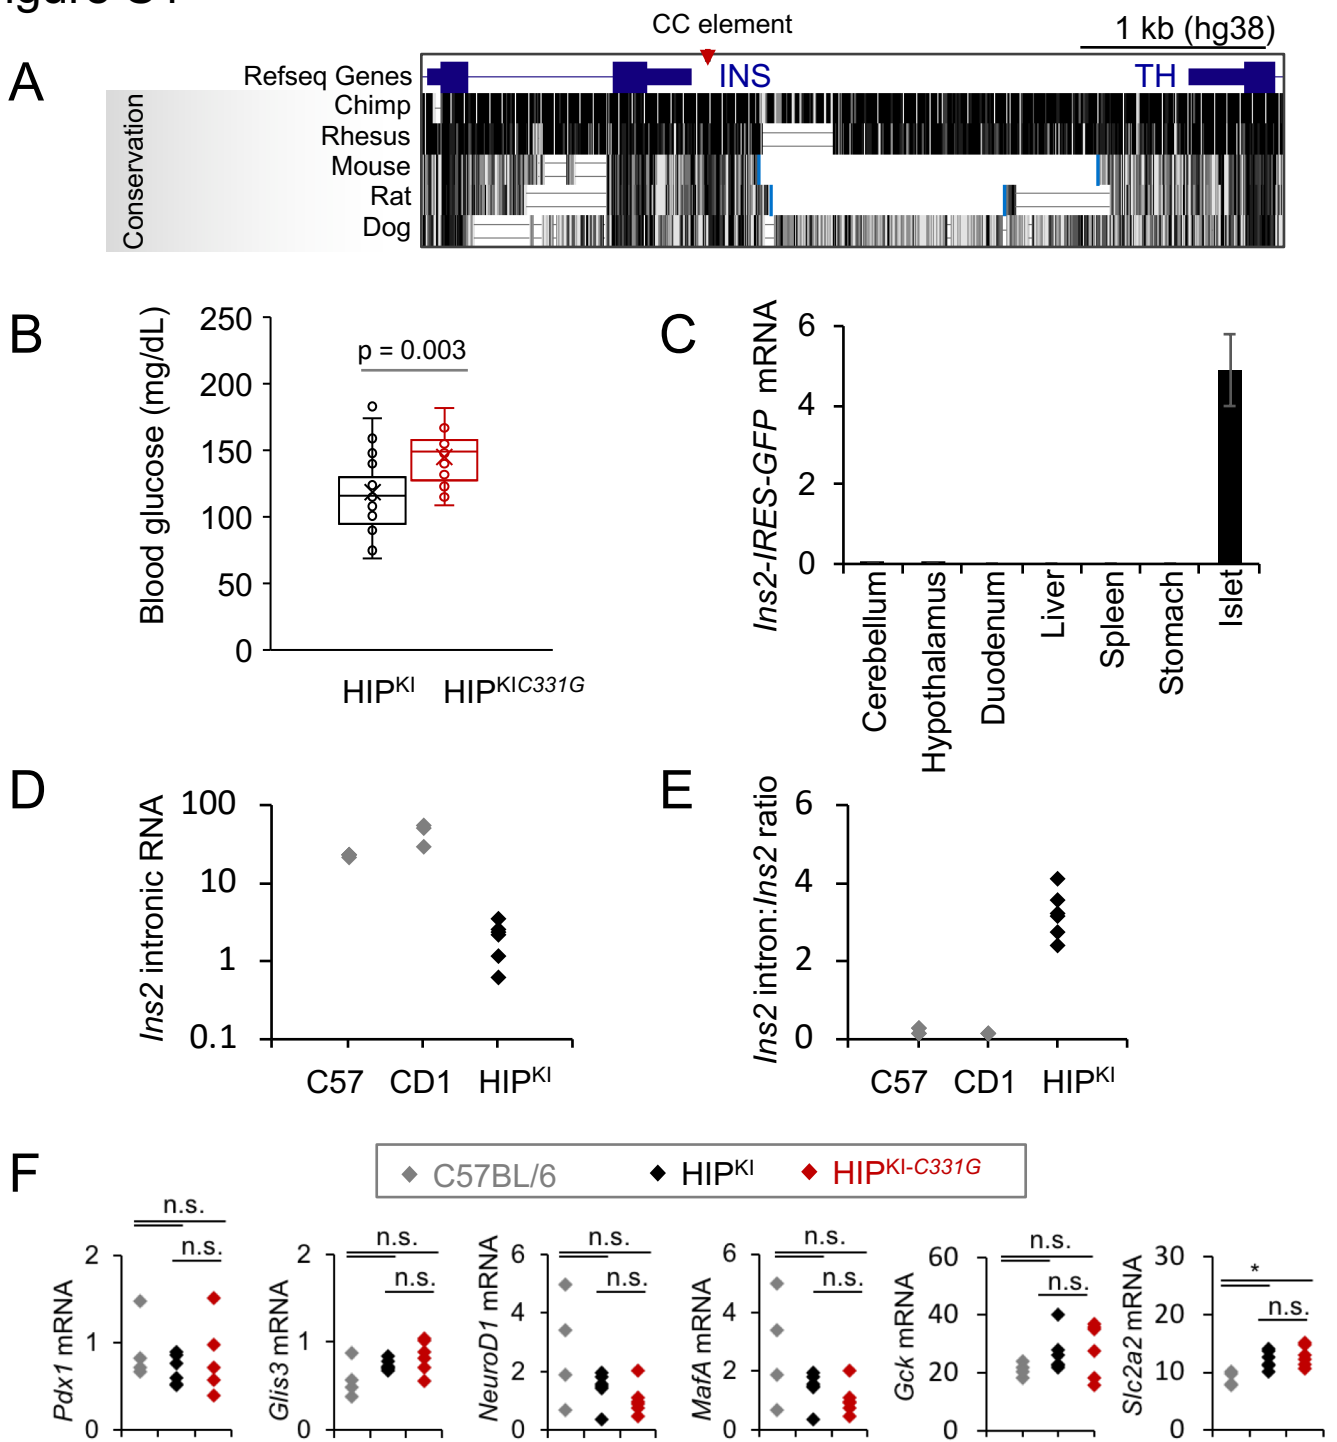 CC element
1 kb (hg38)
A
Refseq Genes
INS
TH
Conservation
Chimp
Rhesus
Mouse
Rat
Dog
B
Blood glucose (mg/dL)
250
200
150
100
50
0
p = 0.003
HIPKI
HIPKIC331G
C
Ins2-IRES-GFP mRNA
6
4
2
0
Cerebellum
Hypothalamus
Duodenum
Liver
Spleen
Stomach
Islet
D
Ins2 intronic RNA
100
10
1
0.1
C57
CD1
HIPKI
E
Ins2 intron:Ins2 ratio
6
4
2
0
C57
CD1
HIPKI
F
C57BL/6
HIPKI
HIPKI-C331G
Pdx1 mRNA
2
1
0
n.s.
n.s.
Glis3 mRNA
2
1
0
n.s.
n.s.
NeuroD1 mRNA
6
4
2
0
n.s.
n.s.
MafA mRNA
6
4
2
0
n.s.
n.s.
Gck mRNA
60
40
20
0
n.s.
n.s.
Slc2a2 mRNA
30
20
10
0
*
n.s.